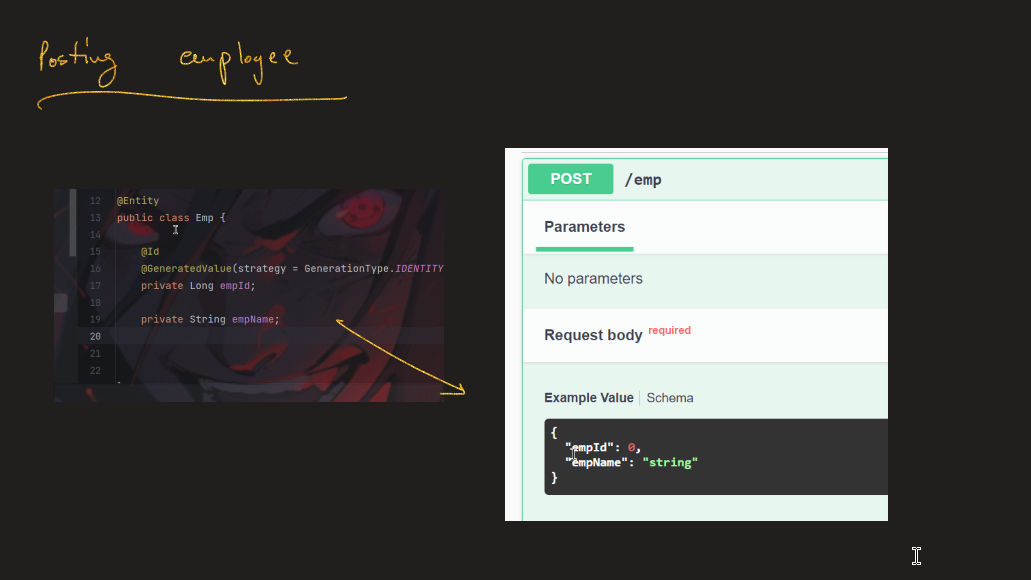 Posting employee
12 @Entity
13 public class Emp {
14
15 @Id
16 @GeneratedValue(strategy = GenerationType.IDENTITY
17 private Long empId;
18
19 private String empName;
20
21
22
POST /emp
Parameters
No parameters
Request body required
Example Value Schema
{
"empId": 0,
"empName": "string"
}